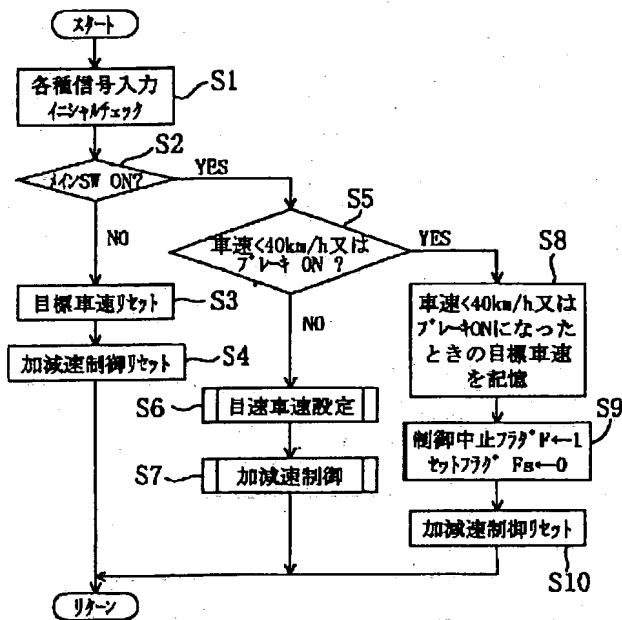 スタート
各種信号入力
イニシャルチェック
S1
S2
メインSW ON?
YES
NO
S5
車速<40km/h又は
ブレーキ ON ?
YES
NO
目標車速リセット
S3
加減速制御リセット
S4
S6
目速車速設定
S7
加減速制御
S8
車速<40km/h又は
ブレーキONになった
ときの目標車速
を記憶
S9
制御中止フラグF←1
セットフラグ Fs←0
加減速制御リセット
S10
リターン